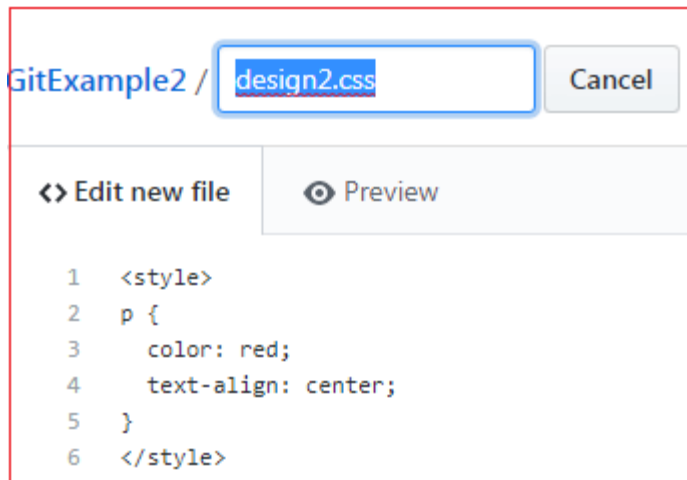 GitExample2 / design2.css Cancel
<> Edit new file Preview
1 <style>
2 p {
3 color: red;
4 text-align: center;
5 }
6 </style>